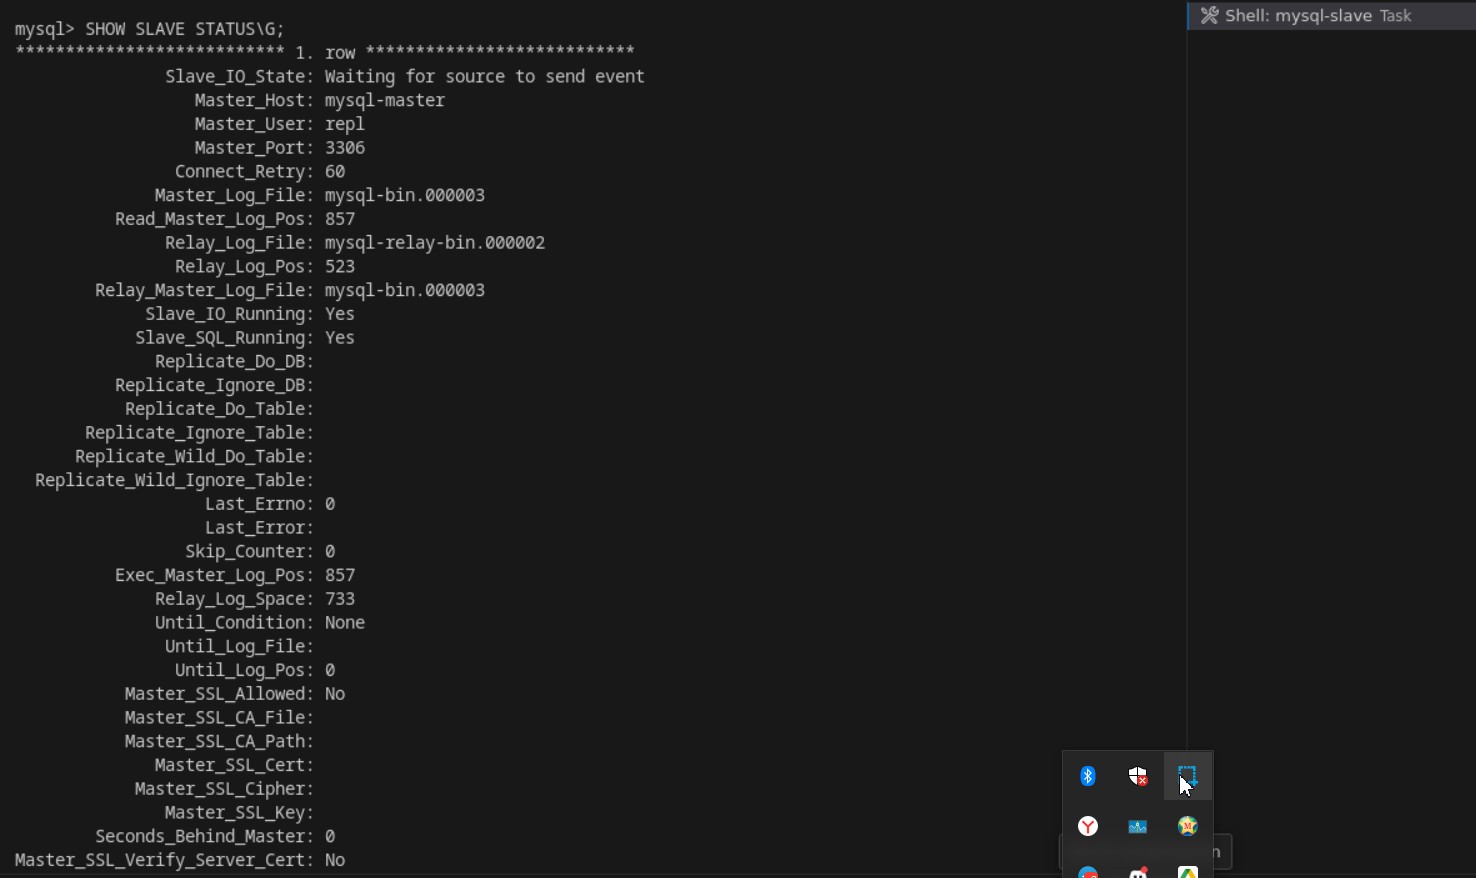 mysql> SHOW SLAVE STATUS\G;
*************************** 1. row ***************************
Slave_IO_State: Waiting for source to send event
Master_Host: mysql-master
Master_User: repl
Master_Port: 3306
Connect_Retry: 60
Master_Log_File: mysql-bin.000003
Read_Master_Log_Pos: 857
Relay_Log_File: mysql-relay-bin.000002
Relay_Log_Pos: 523
Relay_Master_Log_File: mysql-bin.000003
Slave_IO_Running: Yes
Slave_SQL_Running: Yes
Replicate_Do_DB:
Replicate_Ignore_DB:
Replicate_Do_Table:
Replicate_Ignore_Table:
Replicate_Wild_Do_Table:
Replicate_Wild_Ignore_Table:
Last_Errno: 0
Last_Error:
Skip_Counter: 0
Exec_Master_Log_Pos: 857
Relay_Log_Space: 733
Until_Condition: None
Until_Log_File:
Until_Log_Pos: 0
Master_SSL_Allowed: No
Master_SSL_CA_File:
Master_SSL_CA_Path:
Master_SSL_Cert:
Master_SSL_Cipher:
Master_SSL_Key:
Seconds_Behind_Master: 0
Master_SSL_Verify_Server_Cert: No
Shell: mysql-slave Task